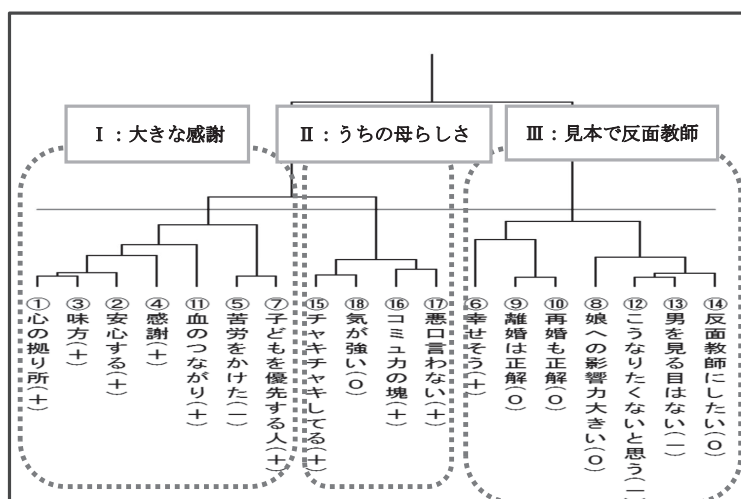 Ⅰ：大きな感謝
Ⅱ：うちの母らしさ
Ⅲ：見本で反面教師
①心の拠り所(+)
③味方(+)
②安心する(+)
④感謝(+)
⑪血のつながり(+)
⑤苦労をかけた(ー)
⑦子どもを優先する人(+)
⑮チャキチャキしてる(+)
⑱気が強い(0)
⑯コミュ力の塊(+)
⑰悪口言わない(+)
⑥幸せそう(+)
⑨離婚は正解(0)
⑩再婚も正解(0)
⑧娘への影響力大きい(0)
⑫こうなりたくないと思う(ー
⑬男を見る目はない(ー)
⑭反面教師にしたい(0)